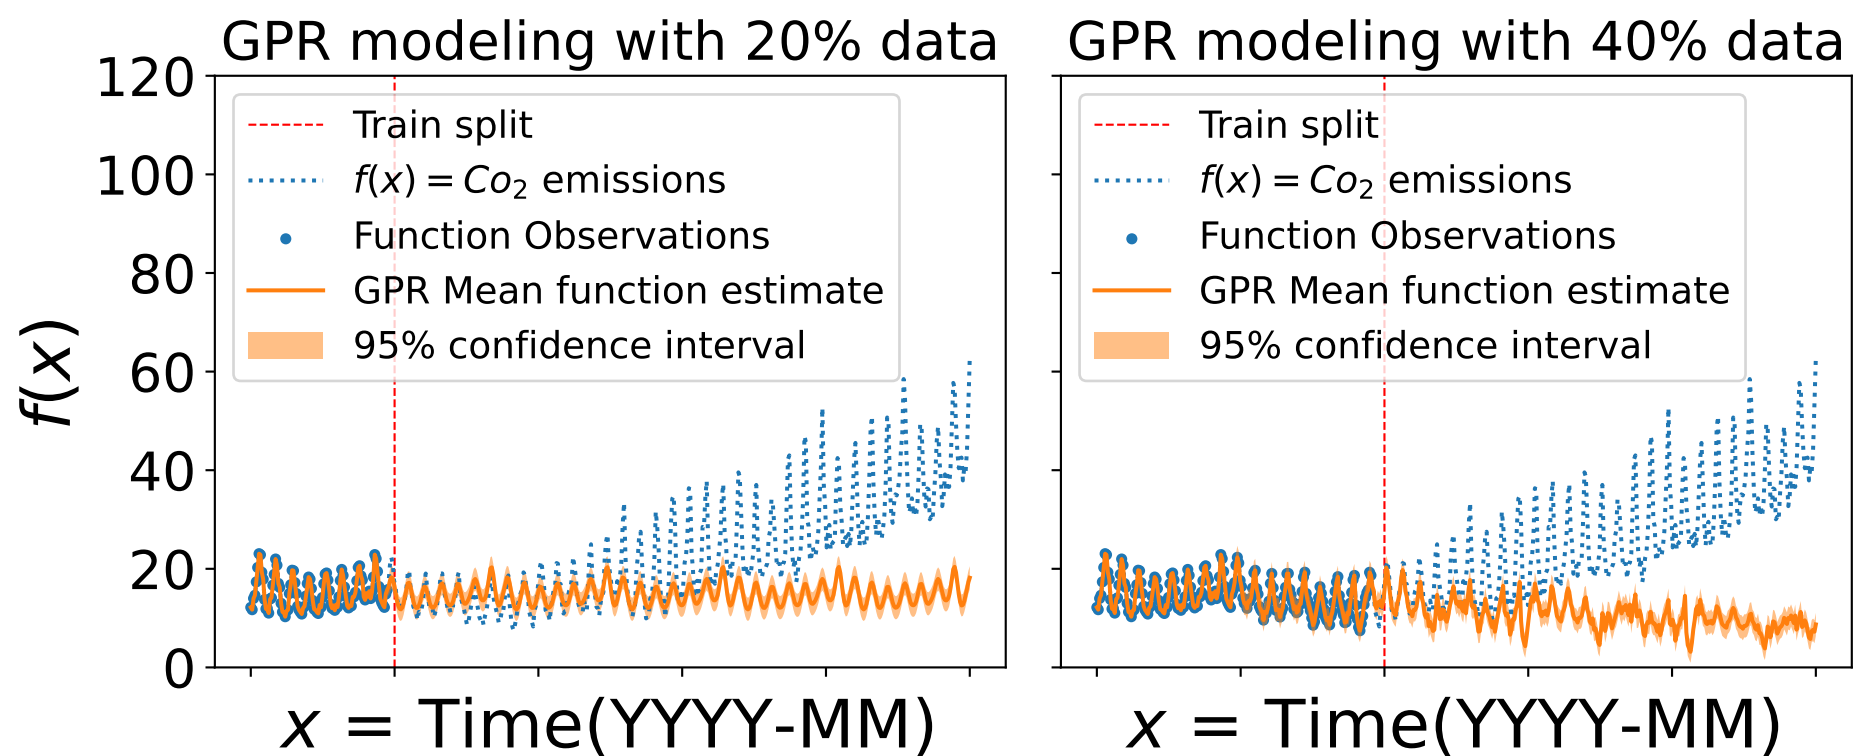 GPR modeling with 20% data
120
100
80
60
40
20
0
f(x)
Train split
f(x) = Co₂ emissions
Function Observations
GPR Mean function estimate
95% confidence interval
x = Time(YYYY-MM)
GPR modeling with 40% data
Train split
f(x) = Co₂ emissions
Function Observations
GPR Mean function estimate
95% confidence interval
x = Time(YYYY-MM)